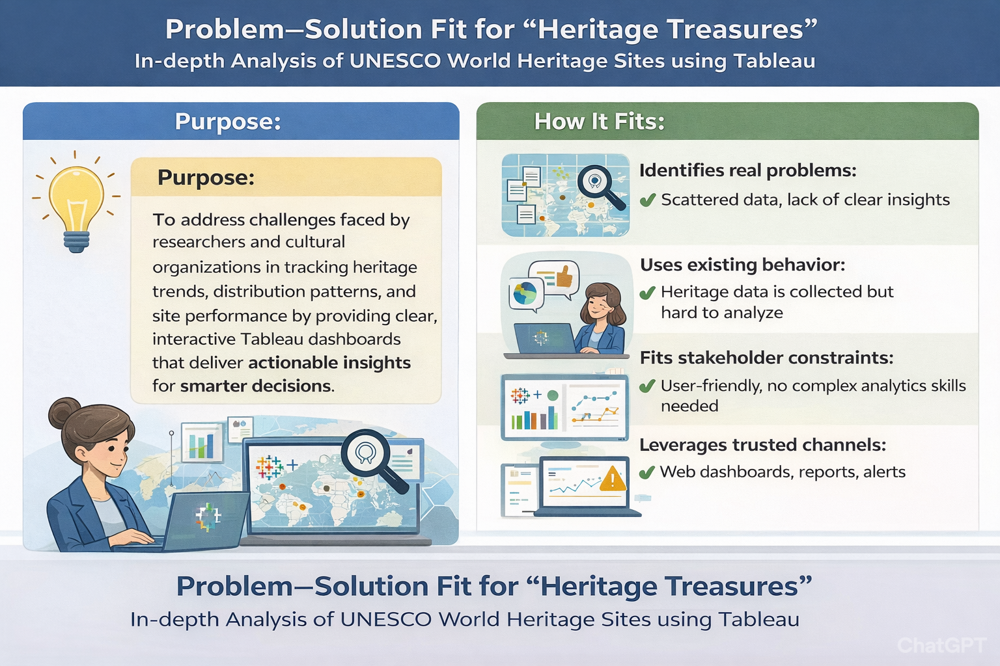 Problem—Solution Fit for “Heritage Treasures”
In-depth Analysis of UNESCO World Heritage Sites using Tableau
Purpose:
Purpose:
To address challenges faced by
researchers and cultural
organizations in tracking heritage
trends, distribution patterns, and
site performance by providing clear,
interactive Tableau dashboards
that deliver actionable insights
for smarter decisions.
How It Fits:
Identifies real problems:
✔ Scattered data, lack of clear insights
Uses existing behavior:
✔ Heritage data is collected but
hard to analyze
Fits stakeholder constraints:
✔ User-friendly, no complex analytics skills
needed
Leverages trusted channels:
✔ Web dashboards, reports, alerts
Problem—Solution Fit for “Heritage Treasures”
In-depth Analysis of UNESCO World Heritage Sites using Tableau
ChatGPT